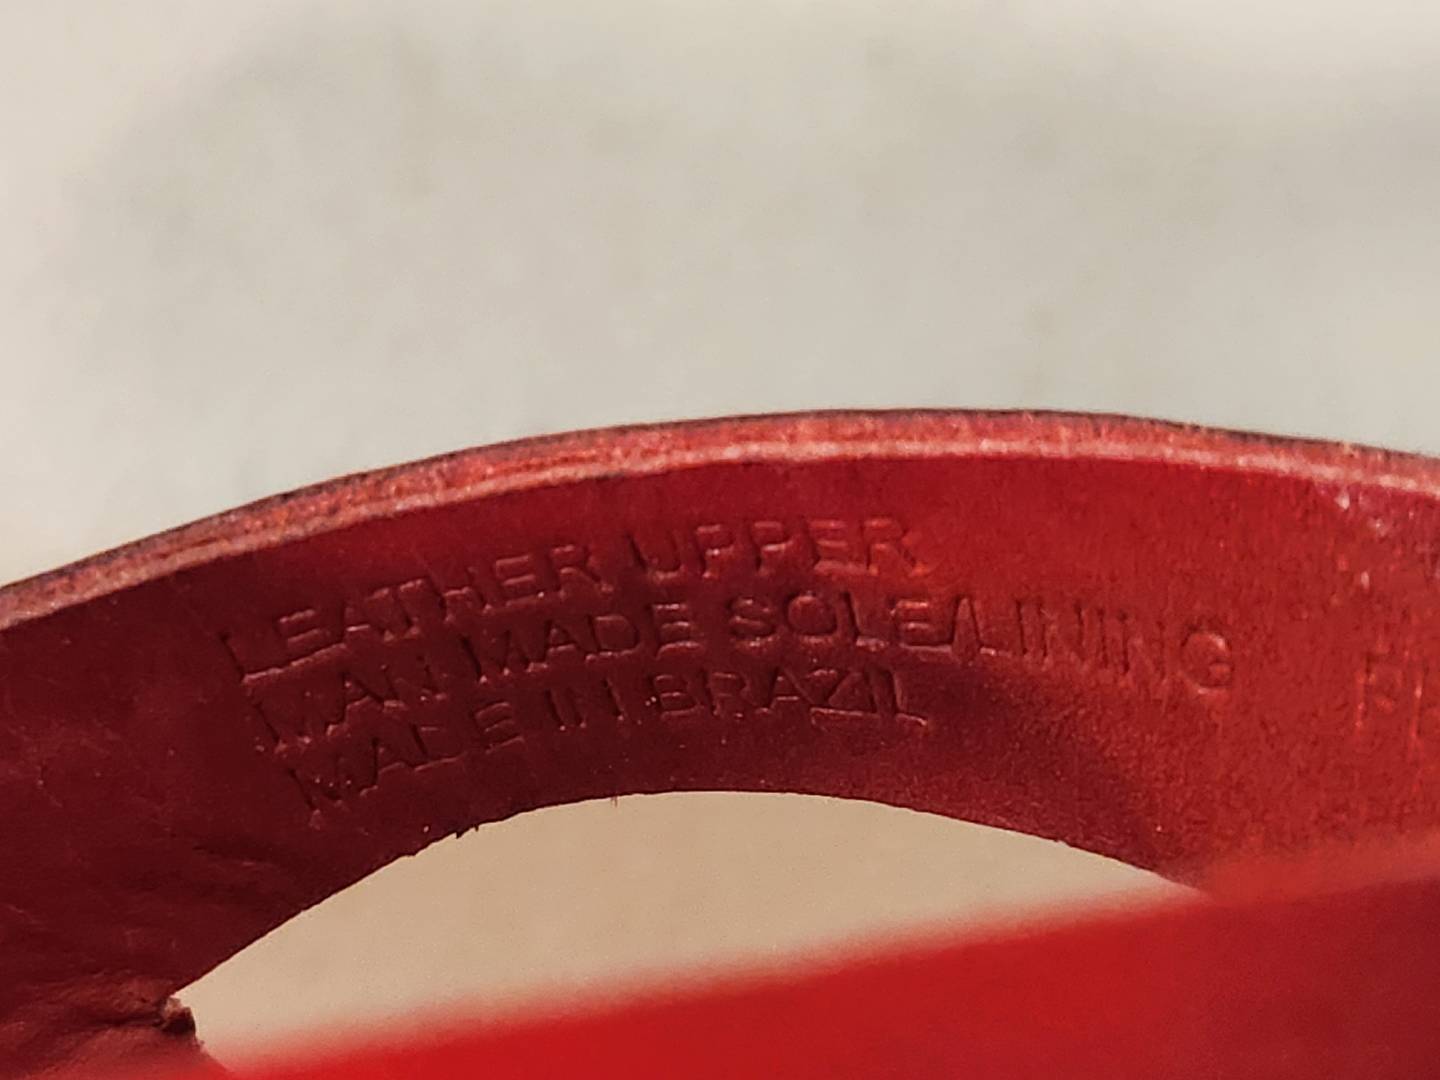 LEATHER UPPER
MAN MADE SOLE/LINING
MADE IN BRAZIL